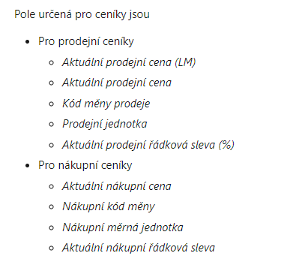 Pole určená pro ceníky jsou
Pro prodejní ceníky
Aktuální prodejní cena (LM)
Aktuální prodejní cena
Kód měny prodeje
Prodejní jednotka
Aktuální prodejní řádková sleva (%)
Pro nákupní ceníky
Aktuální nákupní cena
Nákupní kód měny
Nákupní měrná jednotka
Aktuální nákupní řádková sleva